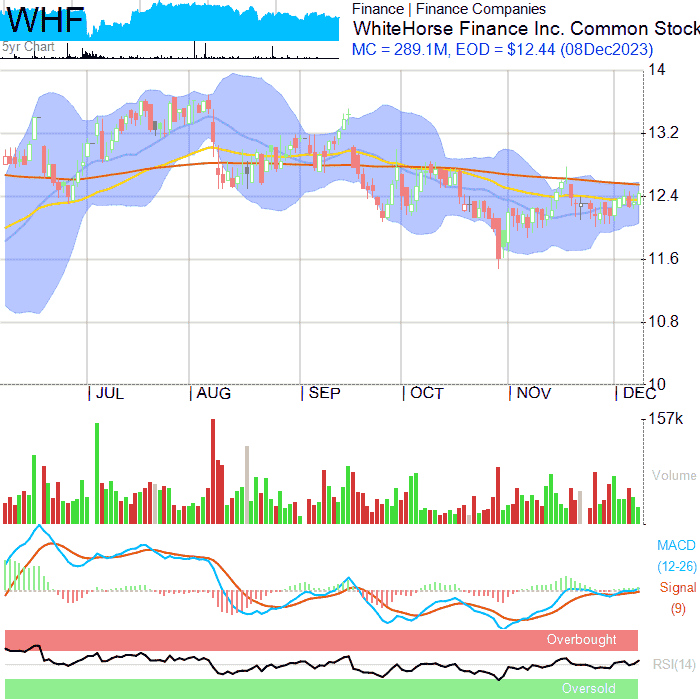 WHF
5yr Chart
Finance | Finance Companies
WhiteHorse Finance Inc. Common Stock
MC = 289.1M, EOD = $12.44 (08Dec2023)
14
13.2
12.4
11.6
10.8
10
JUL AUG SEP OCT NOV DEC
157k
Volume
MACD
(12-26)
Signal
(9)
Overbought
RSI(14)
Oversold